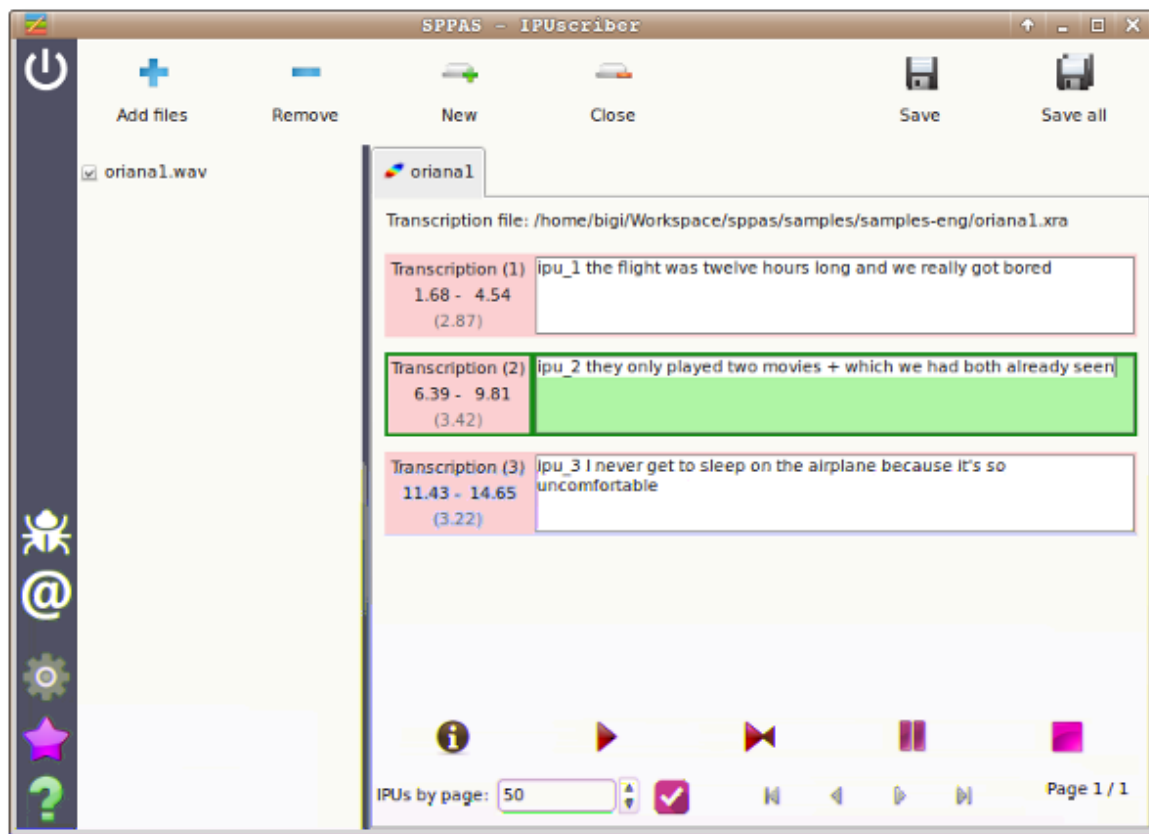 SPPAS - IPUscriber
Add files Remove New Close Save Save all
oriana1.wav
oriana1
Transcription file: /home/bigi/Workspace/sppas/samples/samples-eng/oriana1.xra
Transcription (1)
1.68 - 4.54
(2.87)
ipu_1 the flight was twelve hours long and we really got bored
Transcription (2)
6.39 - 9.81
(3.42)
ipu_2 they only played two movies + which we had both already seen
Transcription (3)
11.43 - 14.65
(3.22)
ipu_3 I never get to sleep on the airplane because it's so
uncomfortable
IPUs by page: 50 Page 1 / 1